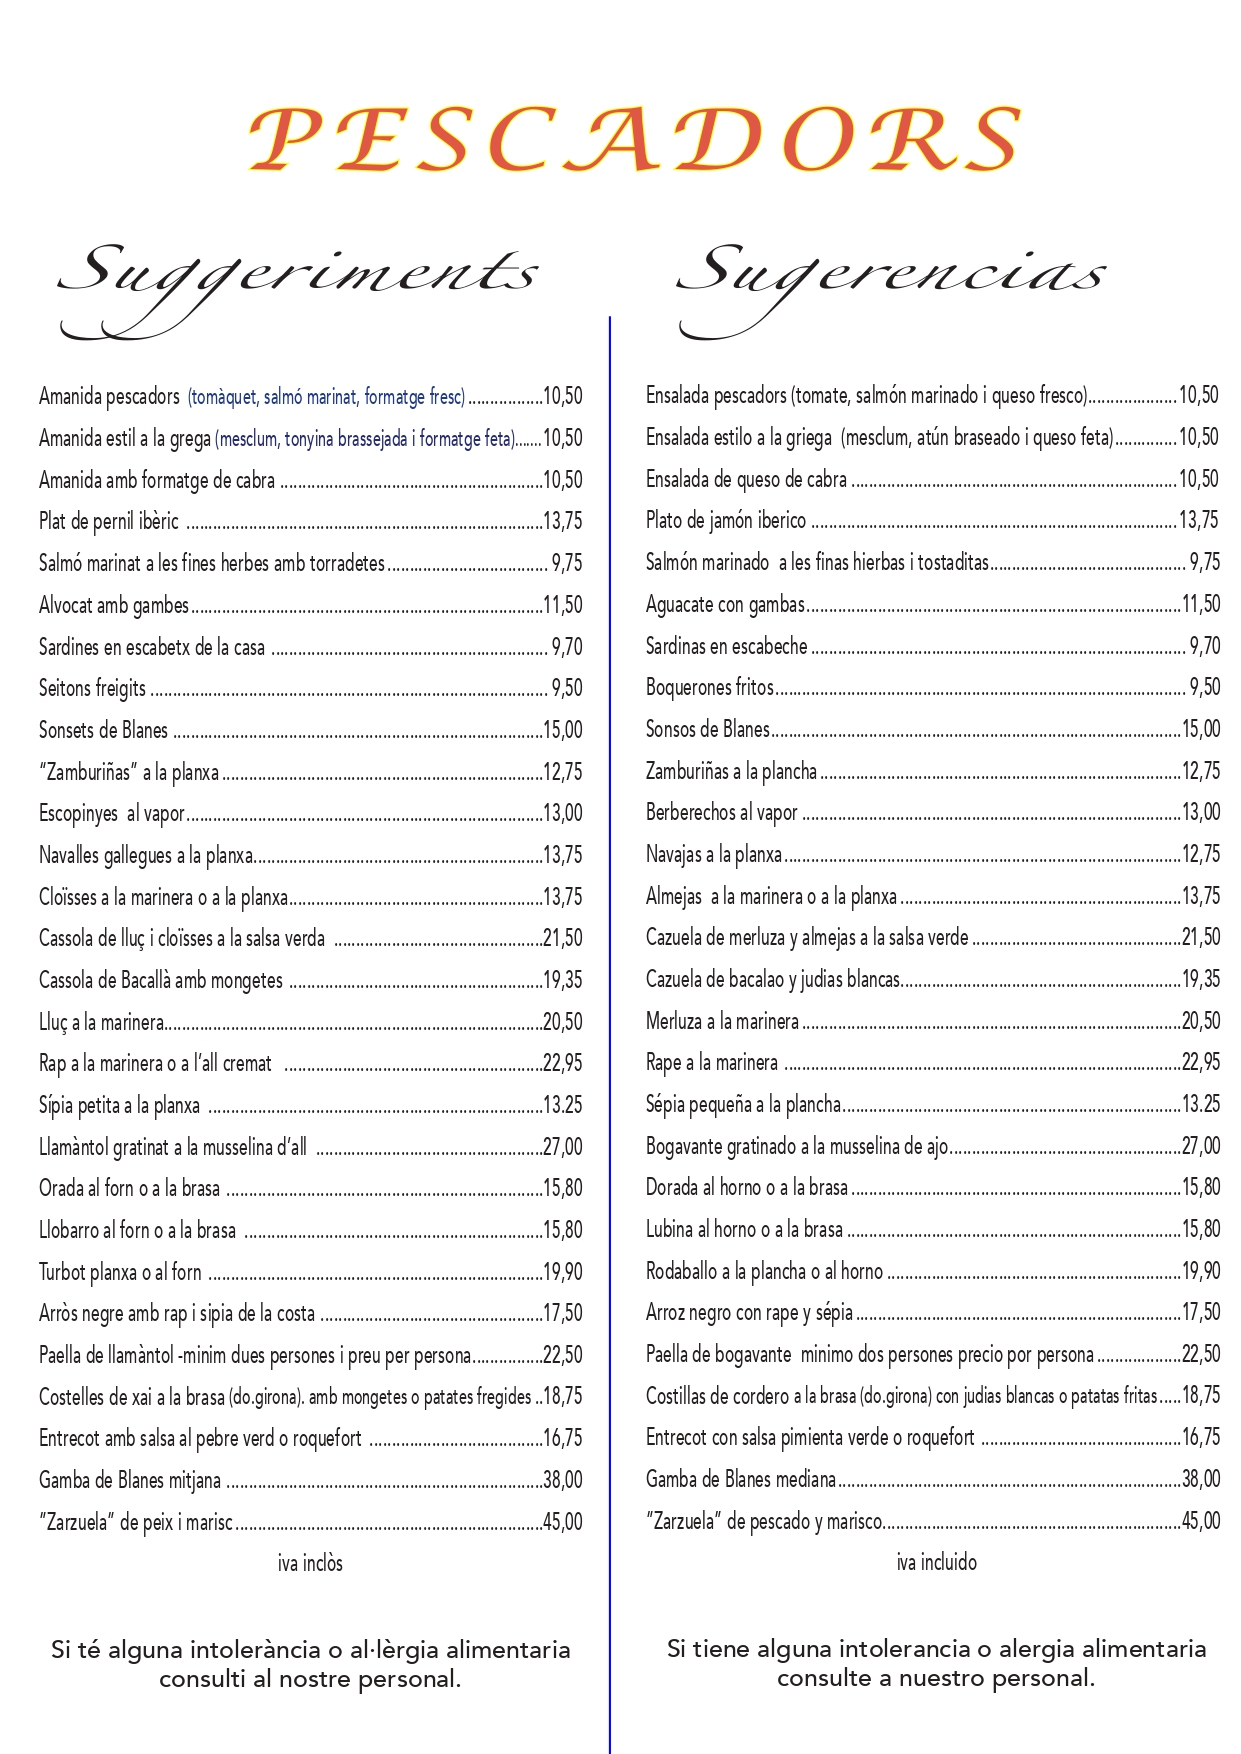 PESCADORS
Suggeriments
Amanida pescadors (tomàquet, salmó marinat, formatge fresc) .................10,50
Amanida estil a la grega (mesclum, tonyina brassejada i formatge feta).......10,50
Amanida amb formatge de cabra ...........................................................10,50
Plat de pernil ibèric ................................................................................13,75
Salmó marinat a les fines herbes amb torradetes.................................... 9,75
Alvocat amb gambes...............................................................................11,50
Sardines en escabetx de la casa .............................................................. 9,70
Seitons freigits ......................................................................................... 9,50
Sonsets de Blanes ...................................................................................15,00
"Zamburiñas" a la planxa........................................................................12,75
Escopinyes al vapor................................................................................13,00
Navalles gallegues a la planxa.................................................................13,75
Cloïsses a la marinera o a la planxa.........................................................13,75
Cassola de lluç i cloïsses a la salsa verda ...............................................21,50
Cassola de Bacallà amb mongetes .........................................................19,35
Lluç a la marinera.....................................................................................20,50
Rap a la marinera o a l'all cremat ..........................................................22,95
Sípia petita a la planxa ...........................................................................13.25
Llamàntol gratinat a la musselina d'all ...................................................27,00
Orada al forn o a la brasa .......................................................................15,80
Llobarro al forn o a la brasa ...................................................................15,80
Turbot planxa o al forn ...........................................................................19,90
Arròs negre amb rap i sipia de la costa ..................................................17,50
Paella de llamàntol -minim dues persones i preu per persona................22,50
Costelles de xai a la brasa (do.girona). amb mongetes o patates fregides ..18,75
Entrecot amb salsa al pebre verd o roquefort .......................................16,75
Gamba de Blanes mitjana .......................................................................38,00
"Zarzuela" de peix i marisc.....................................................................45,00
iva inclòs
Si té alguna intolerància o al·lèrgia alimentaria
consulti al nostre personal.
Sugerencias
Ensalada pescadors (tomate, salmón marinado i queso fresco)....................10,50
Ensalada estilo a la griega (mesclum, atún braseado i queso feta)..............10,50
Ensalada de queso de cabra .........................................................................10,50
Plato de jamón iberico ..................................................................................13,75
Salmón marinado a les finas hierbas i tostaditas............................................ 9,75
Aguacate con gambas....................................................................................11,50
Sardinas en escabeche .................................................................................... 9,70
Boquerones fritos............................................................................................ 9,50
Sonsos de Blanes............................................................................................15,00
Zamburiñas a la plancha.................................................................................12,75
Berberechos al vapor .....................................................................................13,00
Navajas a la planxa.........................................................................................12,75
Almejas a la marinera o a la planxa...............................................................13,75
Cazuela de merluza y almejas a la salsa verde ...............................................21,50
Cazuela de bacalao y judias blancas...............................................................19,35
Merluza a la marinera.....................................................................................20,50
Rape a la marinera .........................................................................................22,95
Sépia pequeña a la plancha............................................................................13.25
Bogavante gratinado a la musselina de ajo....................................................27,00
Dorada al horno o a la brasa ..........................................................................15,80
Lubina al horno o a la brasa ...........................................................................15,80
Rodaballo a la plancha o al horno ..................................................................19,90
Arroz negro con rape y sépia.........................................................................17,50
Paella de bogavante minimo dos persones precio por persona...................22,50
Costillas de cordero a la brasa (do.girona) con judias blancas o patatas fritas.....18,75
Entrecot con salsa pimienta verde o roquefort .............................................16,75
Gamba de Blanes mediana.............................................................................38,00
"Zarzuela" de pescado y marisco...................................................................45,00
iva incluido
Si tiene alguna intolerancia o alergia alimentaria
consulte a nuestro personal.